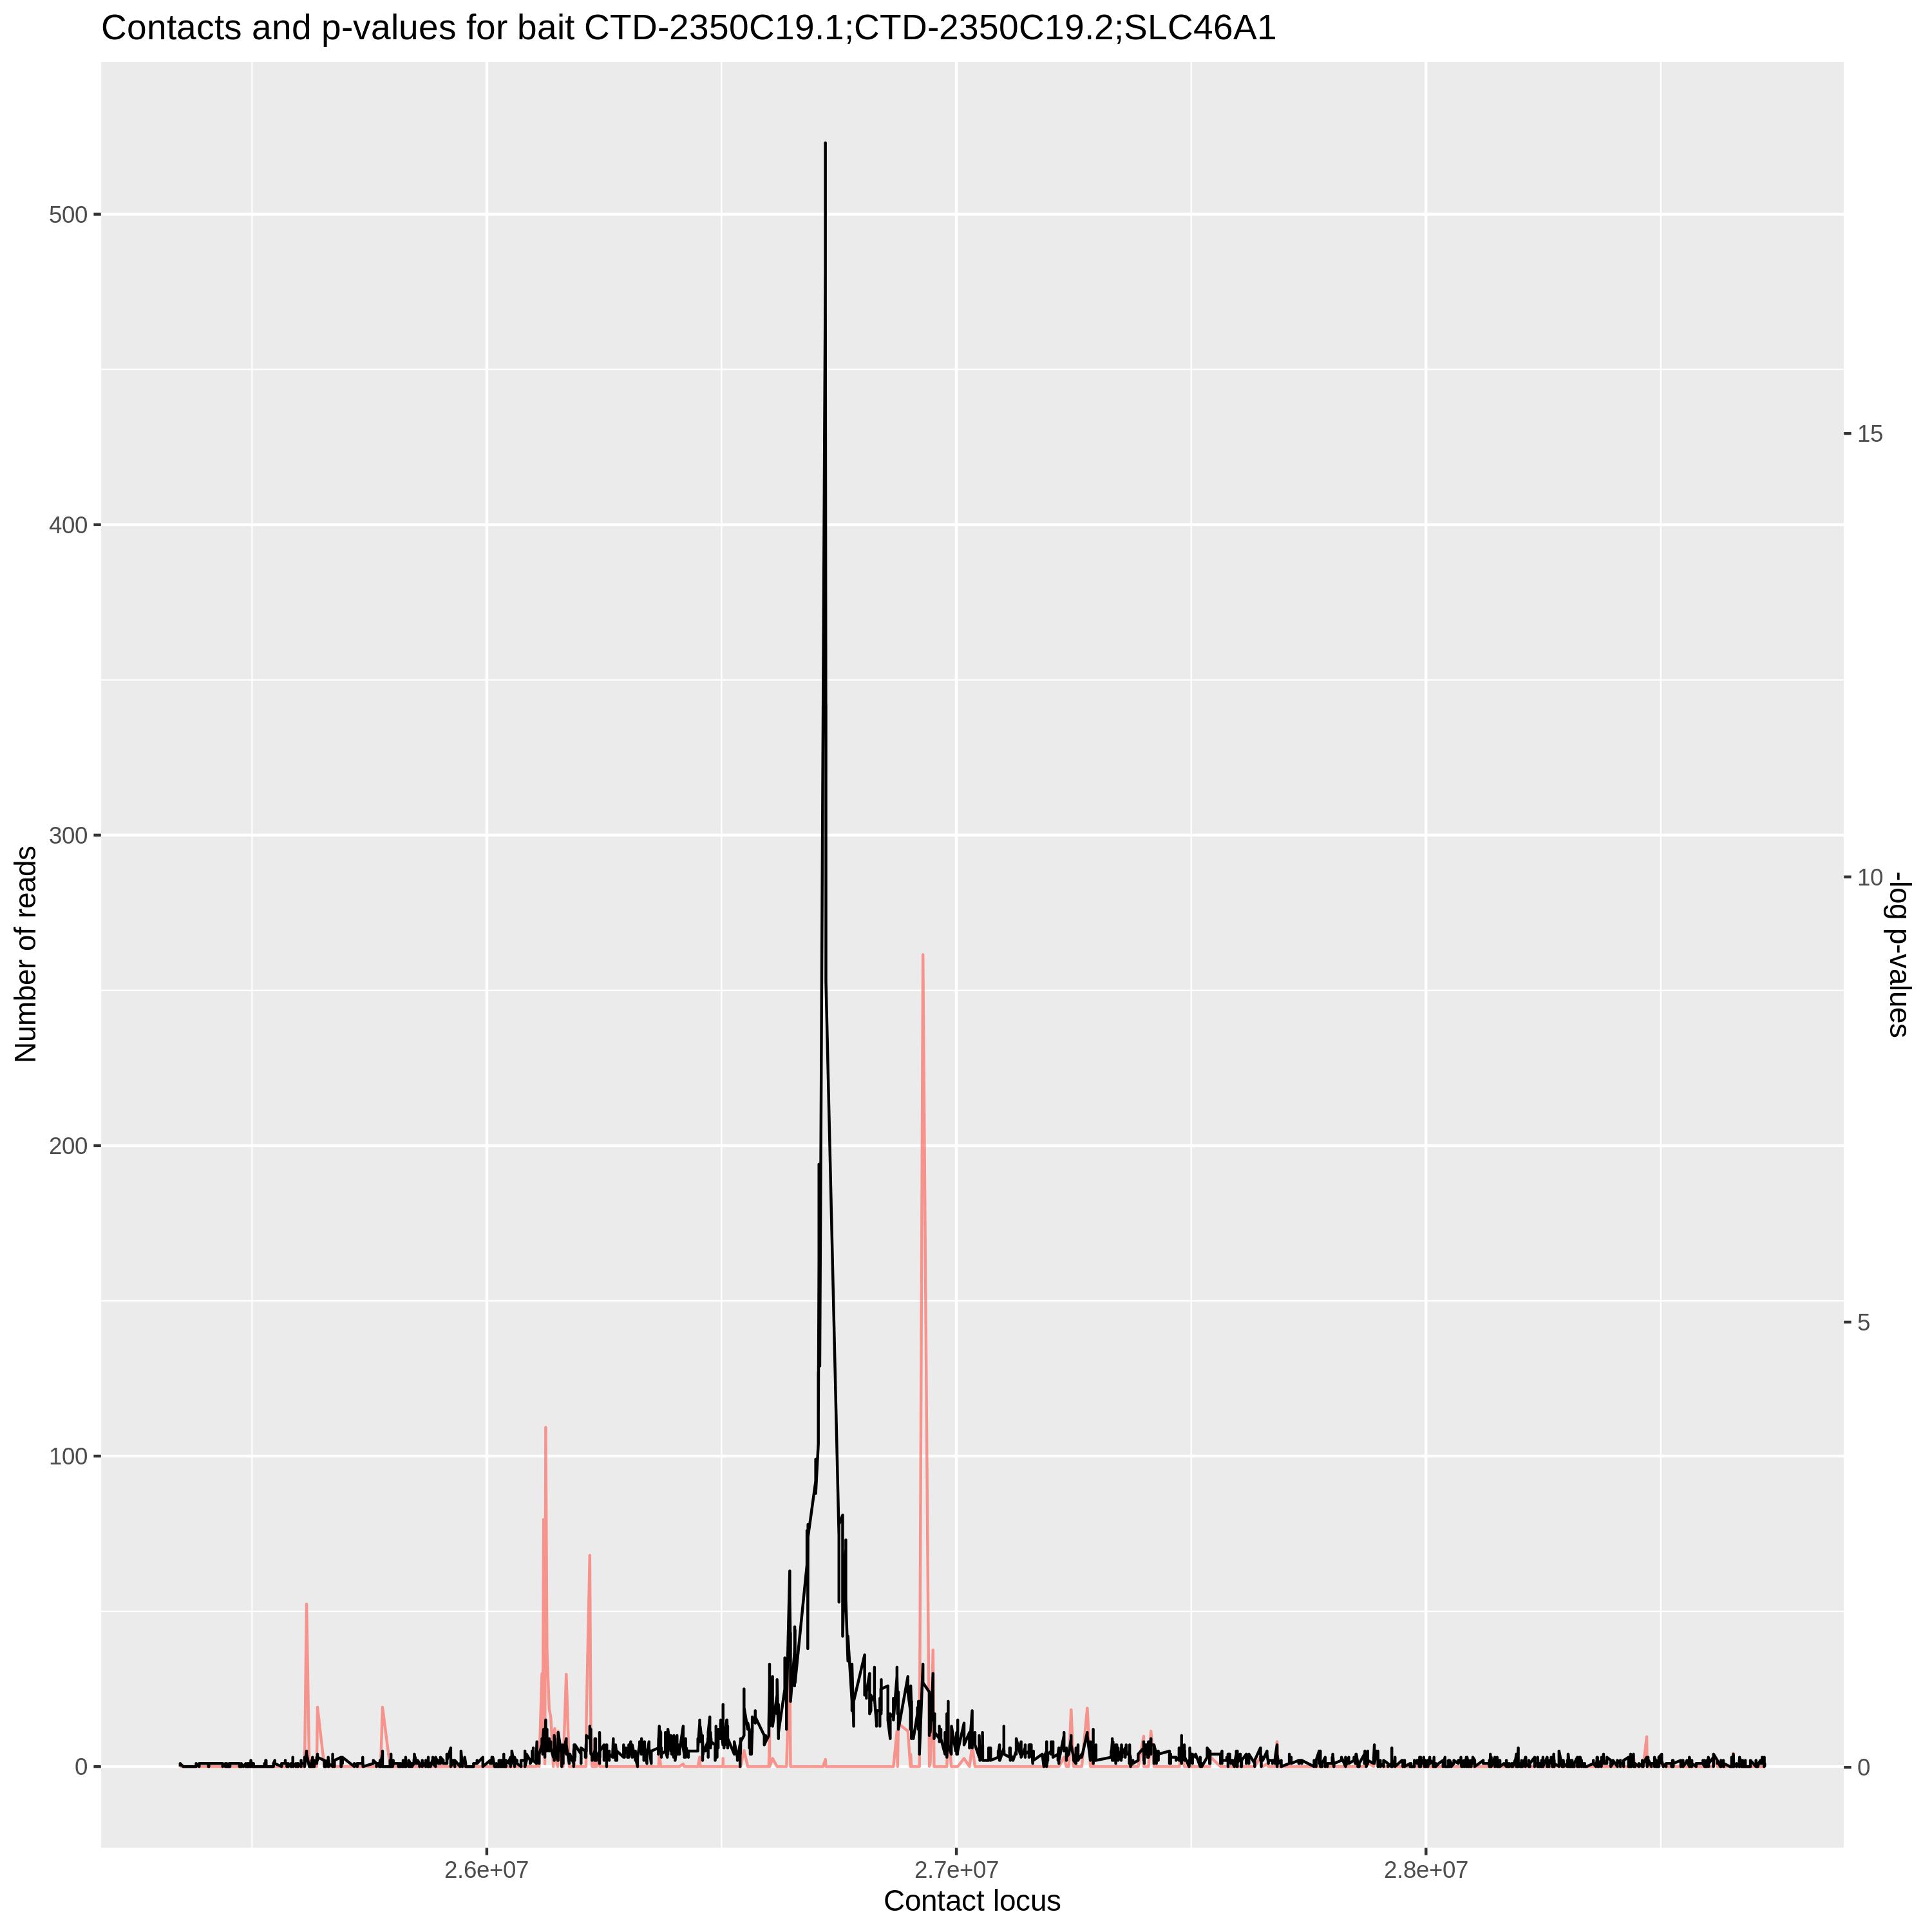 Contacts and p-values for bait CTD-2350C19.1;CTD-2350C19.2;SLC46A1
500
400
300
200
100
0
Number of reads
15
10
5
0
-log p-values
2.6e+07
2.7e+07
2.8e+07
Contact locus